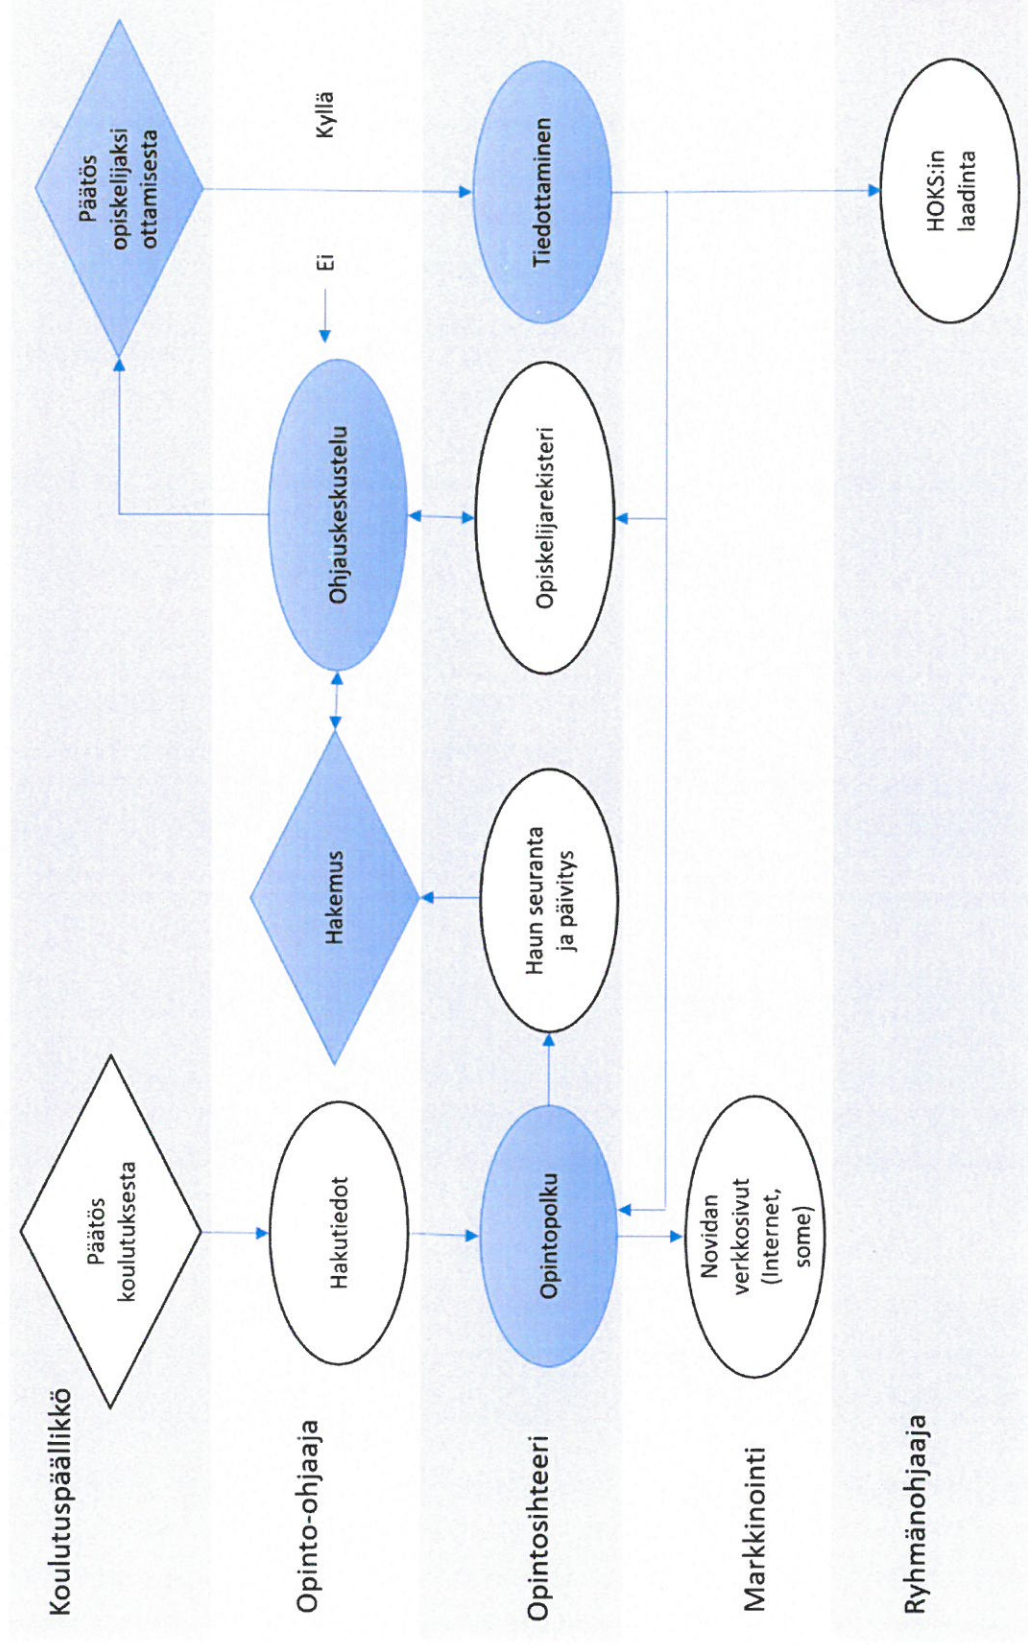 Koulutuspäällikkö
Päätös
koulutuksesta
Päätös
opiskelijaksi
ottamisesta
Opinto-ohjaaja
Hakutiedot
Hakemus
Ohjauskeskustelu
Ei
Kyllä
Opintosihteeri
Opintopolku
Haun seuranta
ja päivitys
Opiskelijarekisteri
Tiedottaminen
Markkinointi
Novidan
verkkosivut
(Internet,
some)
Ryhmänohjaaja
HOKS:in
laadinta